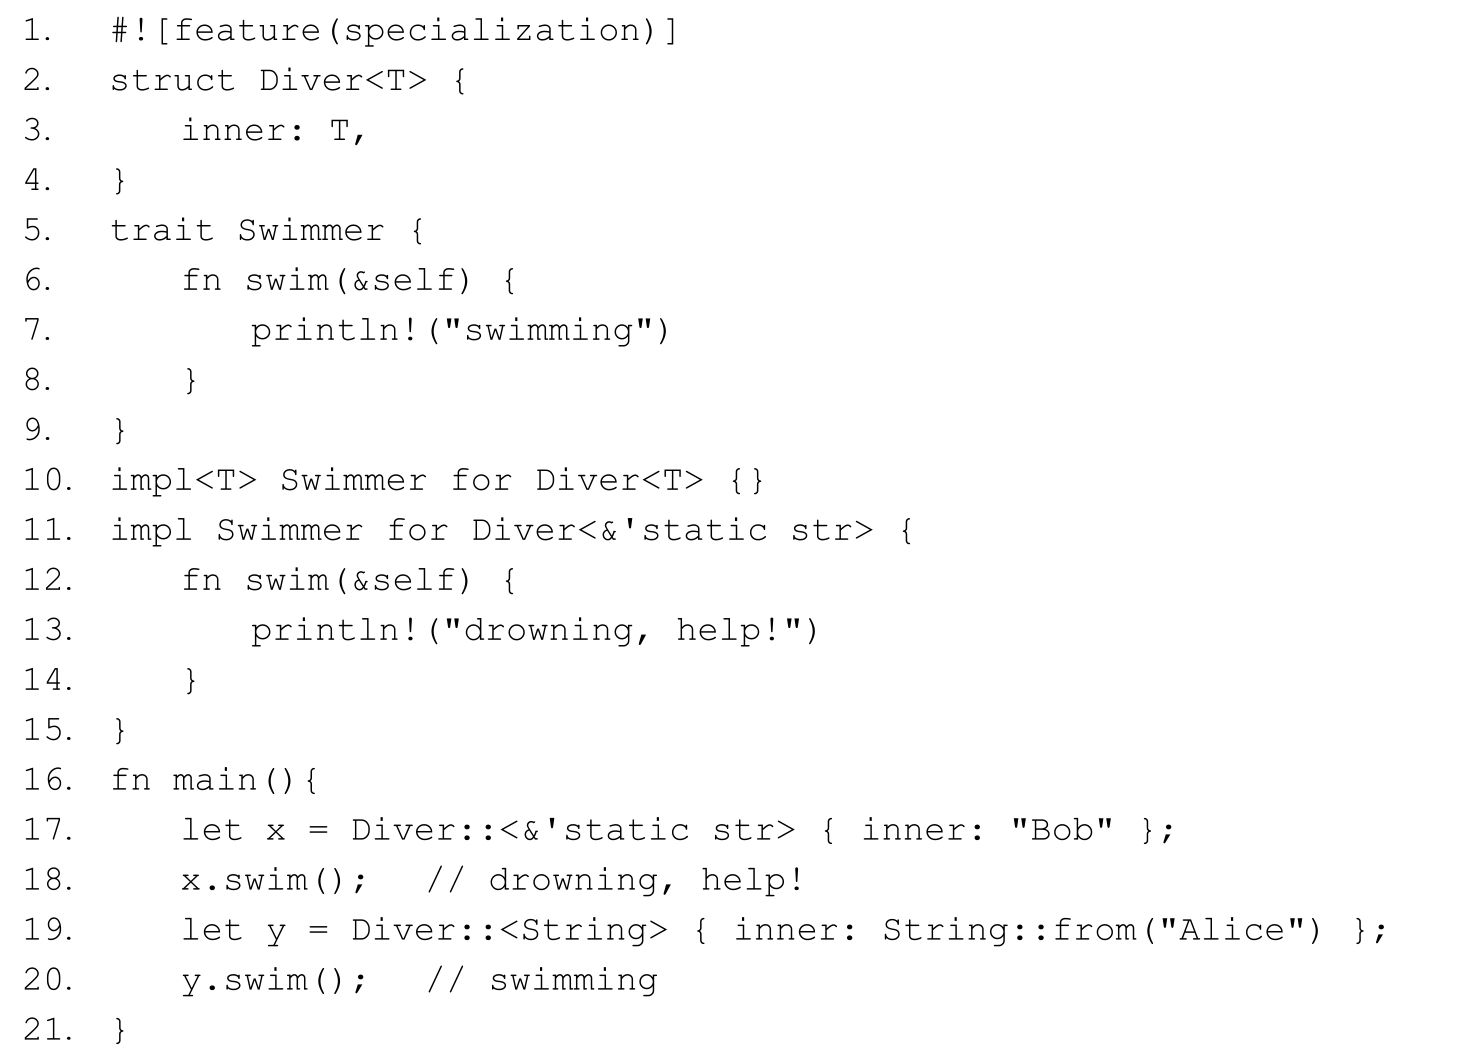 1. #![feature(specialization)]
2. struct Diver<T> {
3. inner: T,
4. }
5. trait Swimmer {
6. fn swim(&self) {
7. println!("swimming")
8. }
9. }
10. impl<T> Swimmer for Diver<T> {}
11. impl Swimmer for Diver<&'static str> {
12. fn swim(&self) {
13. println!("drowning, help!")
14. }
15. }
16. fn main(){
17. let x = Diver::<&'static str> { inner: "Bob" };
18. x.swim(); // drowning, help!
19. let y = Diver::<String> { inner: String::from("Alice") };
20. y.swim(); // swimming
21. }